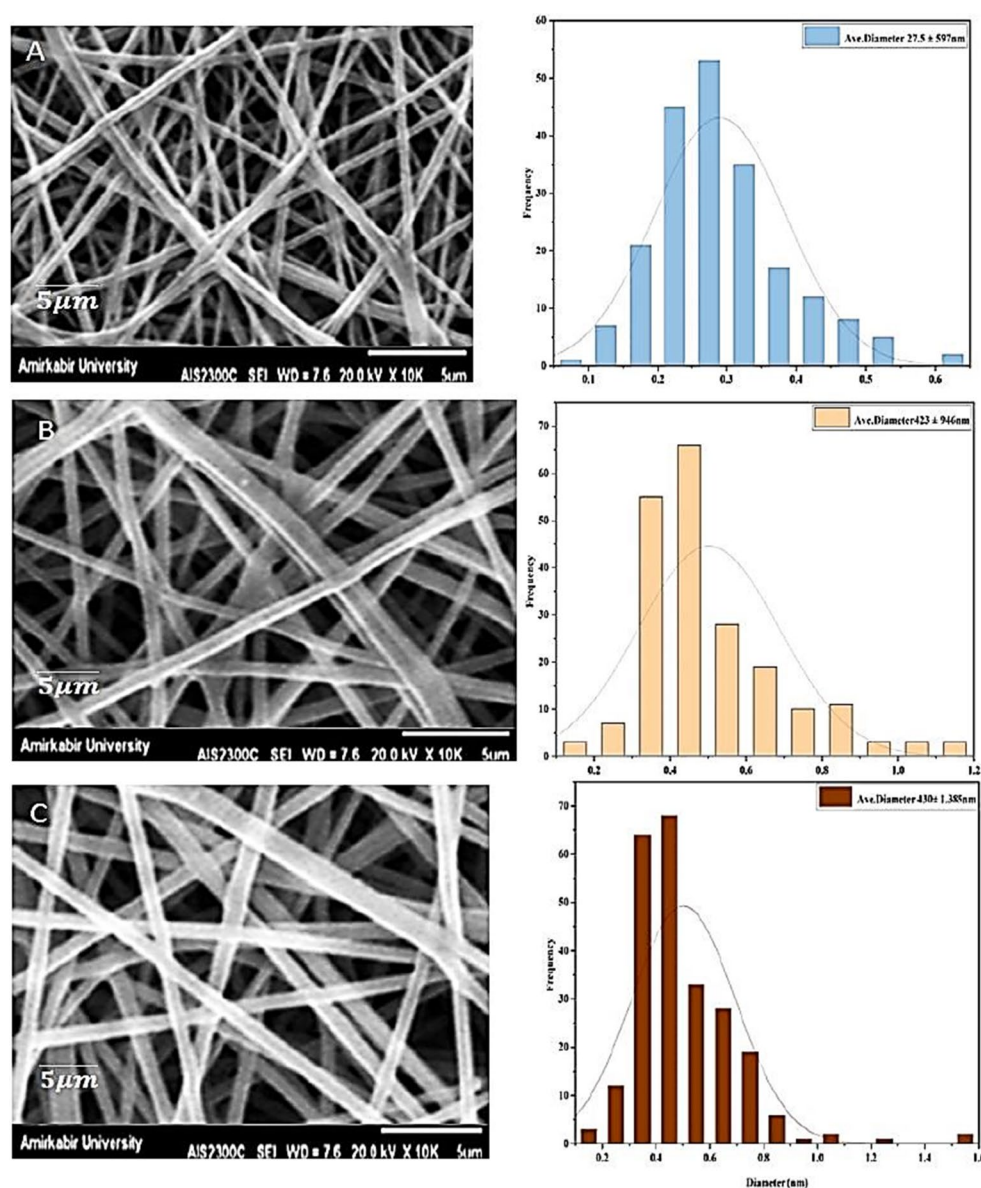 A
5μm
Amirkabir University
AIS2300C SEI WD = 7.6 20.0 kV X 10K 5um
Ave.Diameter 27.5 ± 597nm
Frequency
60
50
40
30
20
10
0
0.1 0.2 0.3 0.4 0.5 0.6
B
5μm
AIS2300C SEI WD = 7.6 20.0 kV X 10K 5um
Ave.Diameter 423 ± 946nm
Frequency
70
60
50
40
30
20
10
0
0.2 0.4 0.6 0.8 1.0 1.2
C
5μm
Amirkabir University
AIS2300C SEI WD = 7.6 20.0 kV X 10K 5um
Ave.Diameter 430± 1.385nm
Frequency
70
60
50
40
30
20
10
0
0.2 0.4 0.6 0.8 1.0 1.2 1.4 1.6
Diameter (nm)